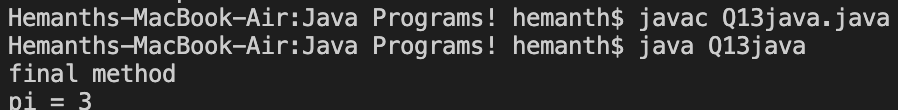 Hemanths-MacBook-Air:Java Programs! hemanth$ javac Q13java.java
Hemanths-MacBook-Air:Java Programs! hemanth$ java Q13java
final method
pi = 3